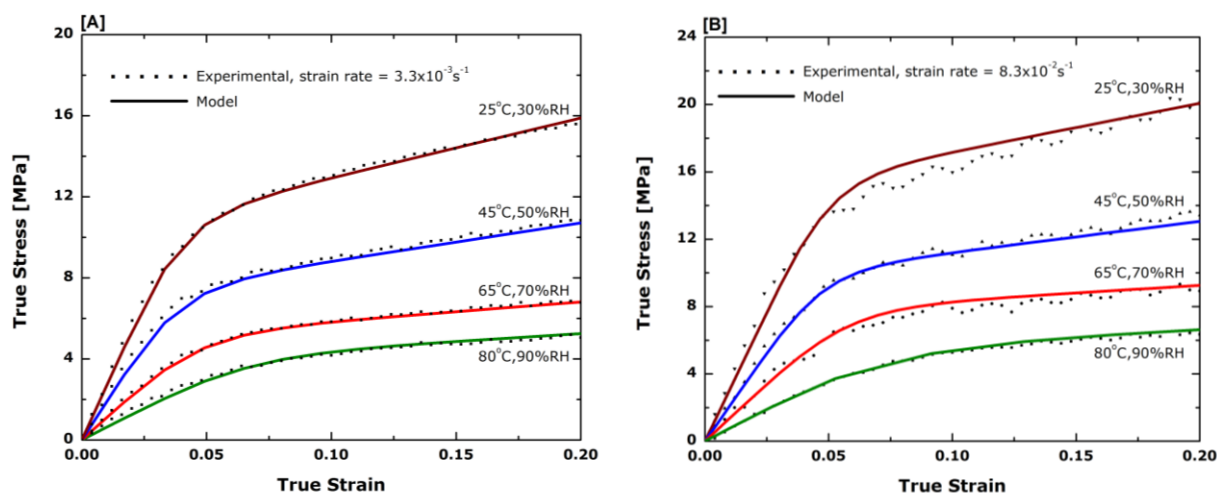 [A]
20
16
12
8
4
0
True Stress [MPa]
Experimental, strain rate = 3.3x10⁻³s⁻¹
Model
25°C,30%RH
45°C,50%RH
65°C,70%RH
80°C,90%RH
0.00 0.05 0.10 0.15 0.20
True Strain
[B]
24
20
16
12
8
4
0
True Stress [MPa]
Experimental, strain rate = 8.3x10⁻²s⁻¹
Model
25°C,30%RH
45°C,50%RH
65°C,70%RH
80°C,90%RH
0.00 0.05 0.10 0.15 0.20
True Strain